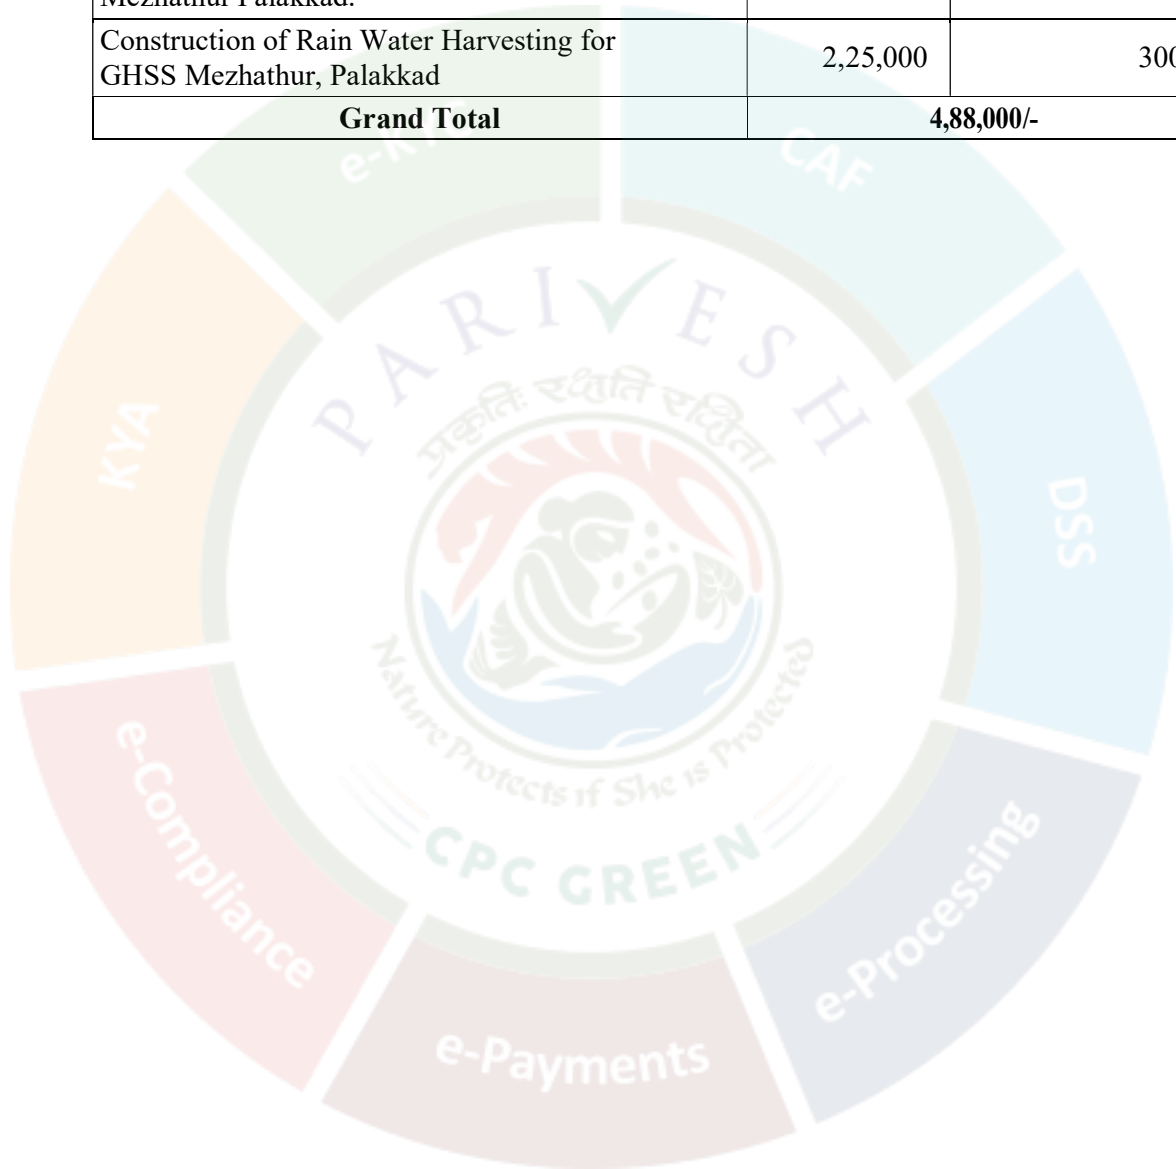 Mezhathur Palakkad.
Construction of Rain Water Harvesting for
GHSS Mezhathur, Palakkad
2,25,000
300
Grand Total
4,88,000/-
e-KYC
CAF
KYA
DSS
PARIVESH
प्रकृतिः रक्षति रक्षिता
Nature Protects if She is Protected
CPC GREEN
e-Compliance
e-Processing
e-Payments